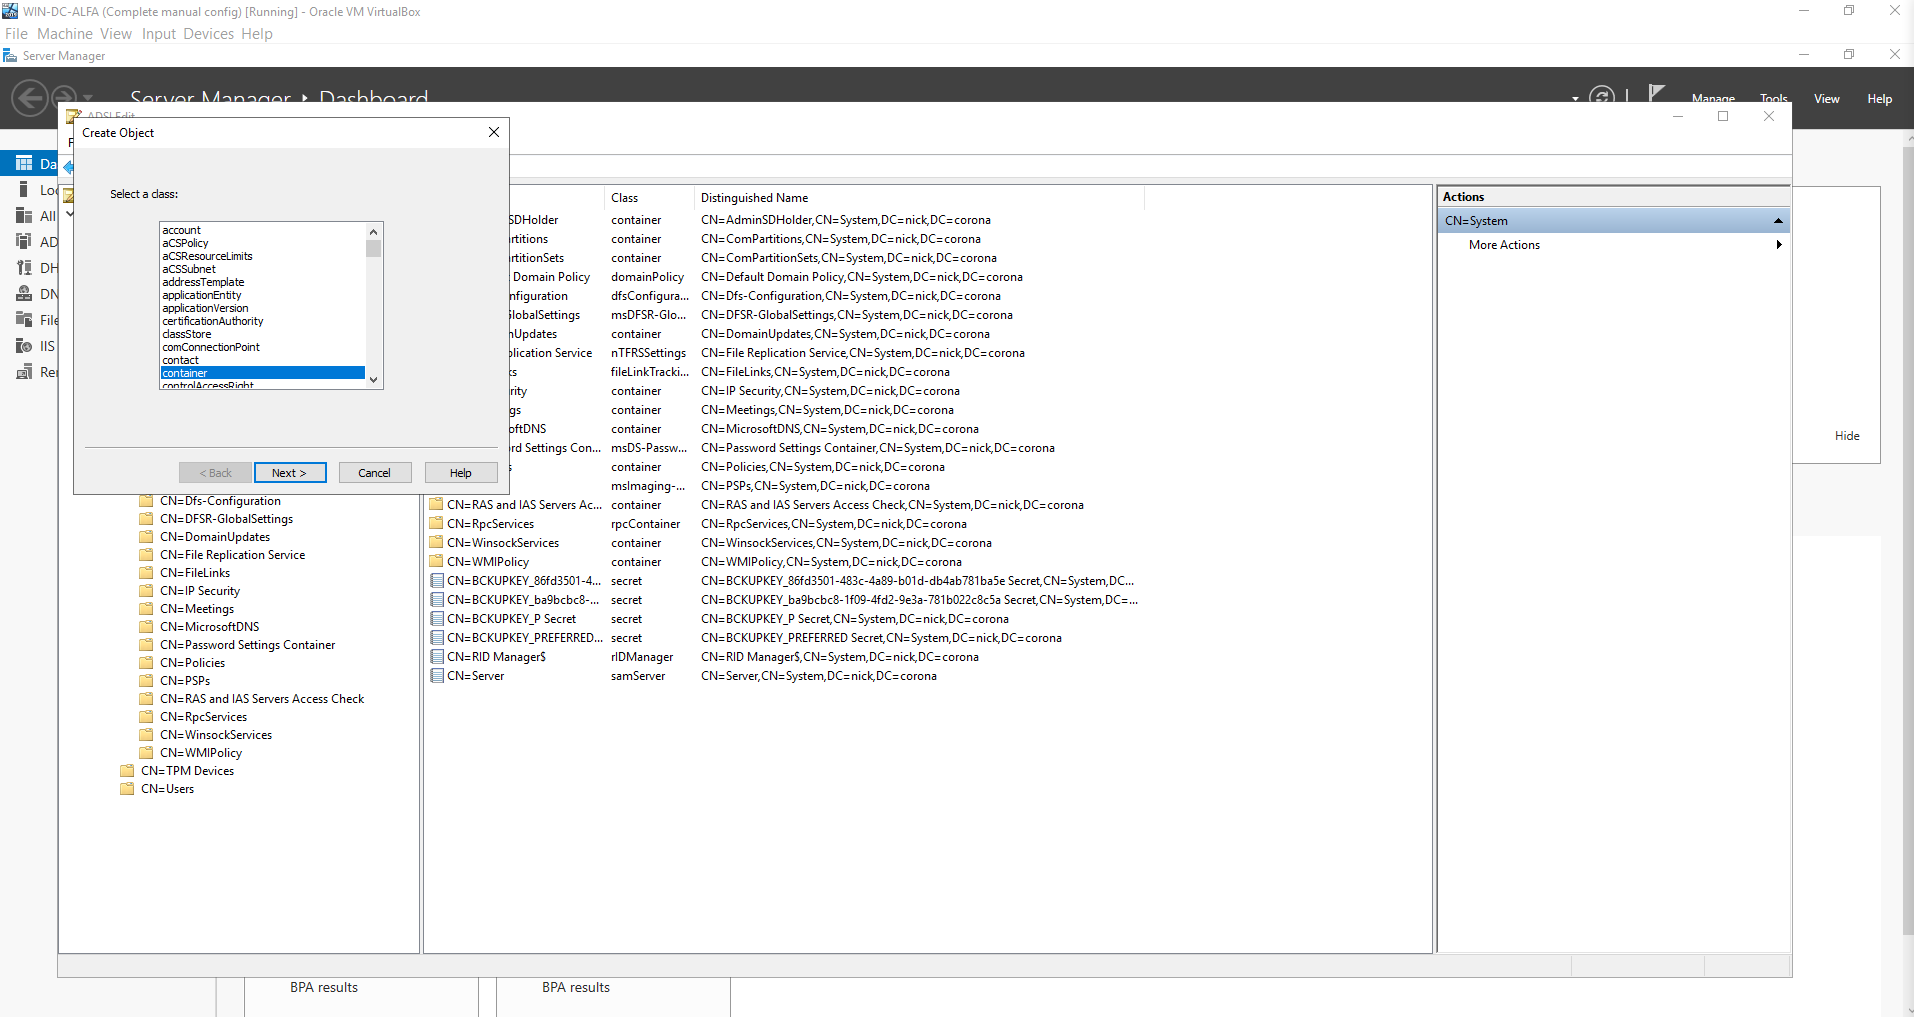 WIN-DC-ALFA (Complete manual config) [Running] - Oracle VM VirtualBox
File Machine View Input Devices Help
Server Manager
Server Manager ‣ Dashboard
Manage Tools View Help
ADSI Edit
Create Object
Select a class:
account
aCSPolicy
aCSResourceLimits
aCSSubnet
addressTemplate
applicationEntity
applicationVersion
certificationAuthority
classStore
comConnectionPoint
contact
container
controlAccessRight
< Back Next > Cancel Help
Da
Loc
All
AD
DH
DN
File
IIS
Rer
CN=Dfs-Configuration
CN=DFSR-GlobalSettings
CN=DomainUpdates
CN=File Replication Service
CN=FileLinks
CN=IP Security
CN=Meetings
CN=MicrosoftDNS
CN=Password Settings Container
CN=Policies
CN=PSPs
CN=RAS and IAS Servers Access Check
CN=RpcServices
CN=WinsockServices
CN=WMIPolicy
CN=TPM Devices
CN=Users
Class Distinguished Name
SDHolder container CN=AdminSDHolder,CN=System,DC=nick,DC=corona
rtitions container CN=ComPartitions,CN=System,DC=nick,DC=corona
rtitionSets container CN=ComPartitionSets,CN=System,DC=nick,DC=corona
t Domain Policy domainPolicy CN=Default Domain Policy,CN=System,DC=nick,DC=corona
nfiguration dfsConfigura... CN=Dfs-Configuration,CN=System,DC=nick,DC=corona
GlobalSettings msDFSR-Glo... CN=DFSR-GlobalSettings,CN=System,DC=nick,DC=corona
nUpdates container CN=DomainUpdates,CN=System,DC=nick,DC=corona
plication Service nTFRSSettings CN=File Replication Service,CN=System,DC=nick,DC=corona
ks fileLinkTracki... CN=FileLinks,CN=System,DC=nick,DC=corona
rity container CN=IP Security,CN=System,DC=nick,DC=corona
gs container CN=Meetings,CN=System,DC=nick,DC=corona
oftDNS container CN=MicrosoftDNS,CN=System,DC=nick,DC=corona
rd Settings Con... msDS-Passw... CN=Password Settings Container,CN=System,DC=nick,DC=corona
s container CN=Policies,CN=System,DC=nick,DC=corona
msImaging-... CN=PSPs,CN=System,DC=nick,DC=corona
CN=RAS and IAS Servers Ac... container CN=RAS and IAS Servers Access Check,CN=System,DC=nick,DC=corona
CN=RpcServices rpcContainer CN=RpcServices,CN=System,DC=nick,DC=corona
CN=WinsockServices container CN=WinsockServices,CN=System,DC=nick,DC=corona
CN=WMIPolicy container CN=WMIPolicy,CN=System,DC=nick,DC=corona
CN=BCKUPKEY_86fd3501-4... secret CN=BCKUPKEY_86fd3501-483c-4a89-b01d-db4ab781ba5e Secret,CN=System,DC...
CN=BCKUPKEY_ba9bcbc8-... secret CN=BCKUPKEY_ba9bcbc8-1f09-4fd2-9e3a-781b022c8c5a Secret,CN=System,DC=...
CN=BCKUPKEY_P Secret secret CN=BCKUPKEY_P Secret,CN=System,DC=nick,DC=corona
CN=BCKUPKEY_PREFERRED... secret CN=BCKUPKEY_PREFERRED Secret,CN=System,DC=nick,DC=corona
CN=RID Manager$ rIDManager CN=RID Manager$,CN=System,DC=nick,DC=corona
CN=Server samServer CN=Server,CN=System,DC=nick,DC=corona
Actions
CN=System
More Actions
Hide
BPA results BPA results